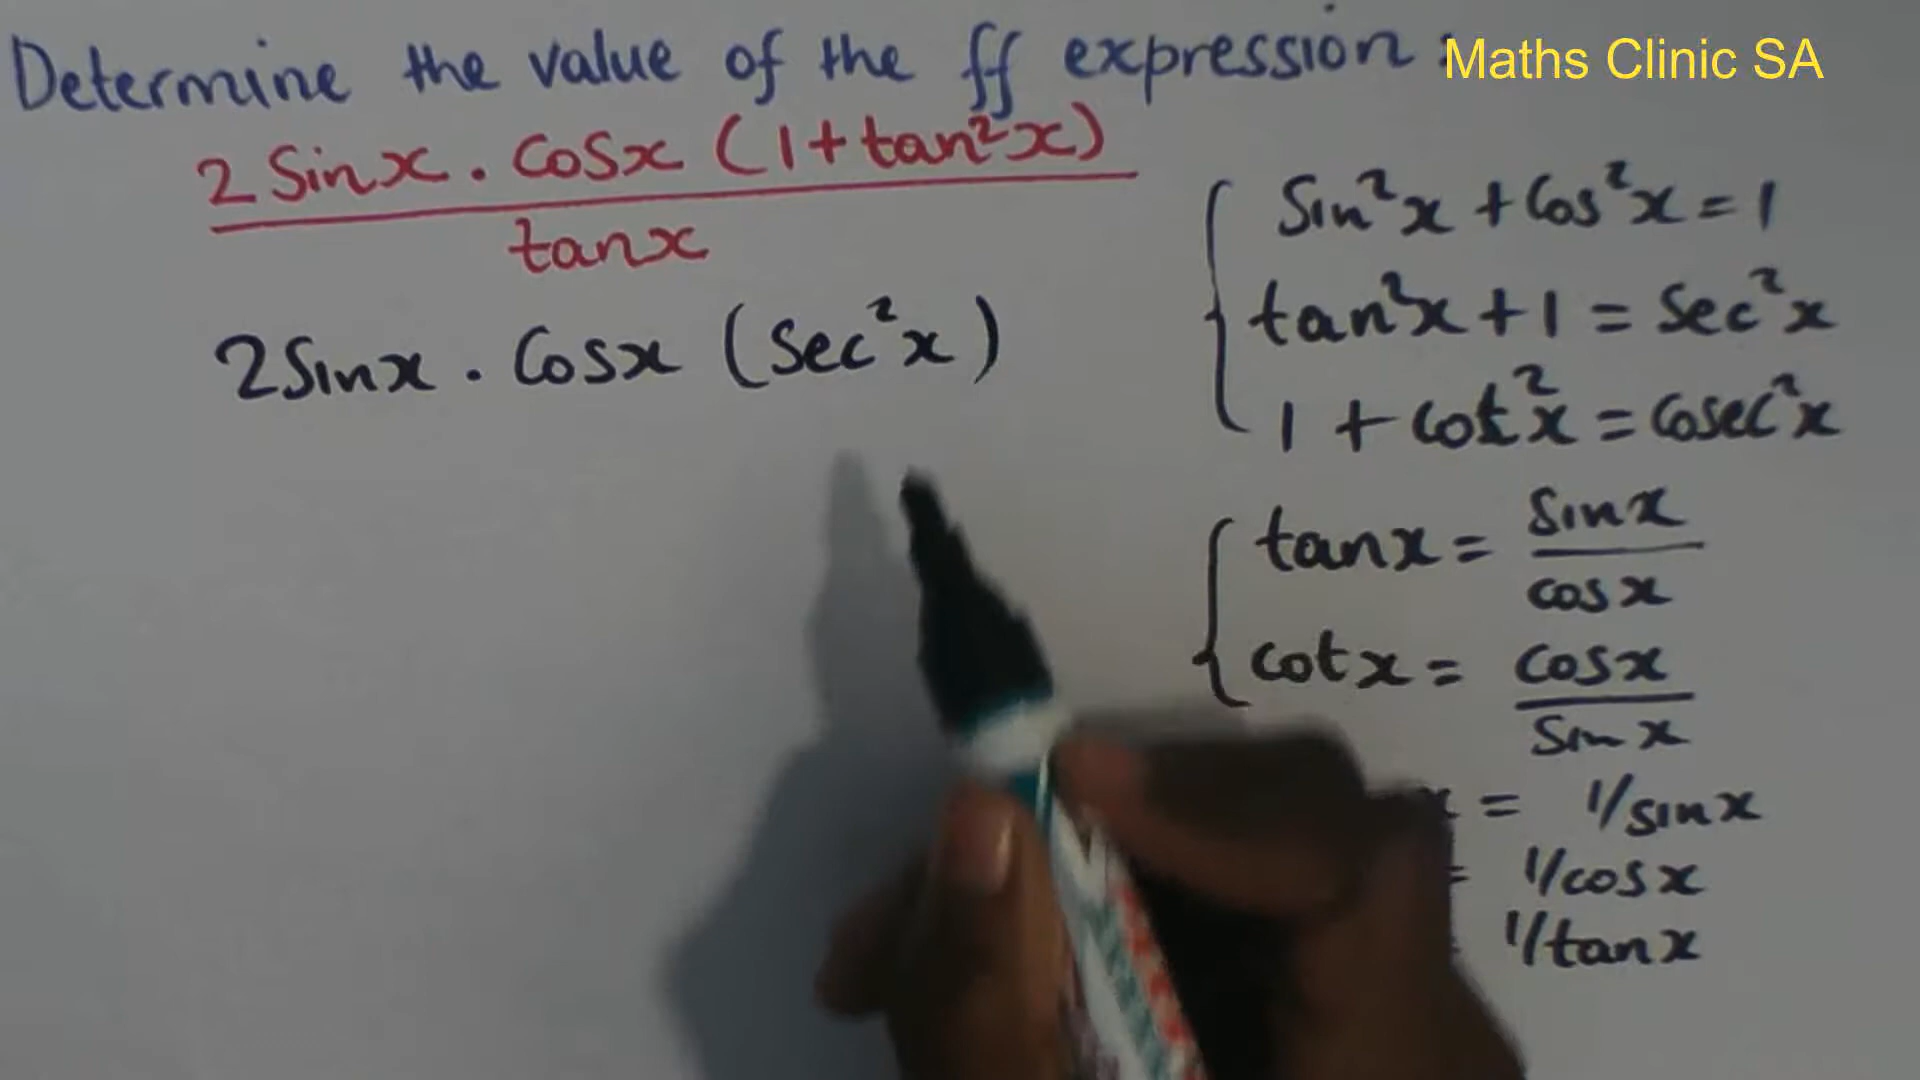 Determine the value of the ff expression :
Maths Clinic SA
2 Sinx . Cosx (1 + tan²x)
tanx
2Sinx . Cosx (Sec²x)
Sin²x + Cos²x = 1
tan²x + 1 = Sec²x
1 + cot²x = Cosec²x
tanx = Sinx
cosx
cotx = Cosx
Sinx
x = 1/sinx
= 1/cosx
1/tanx